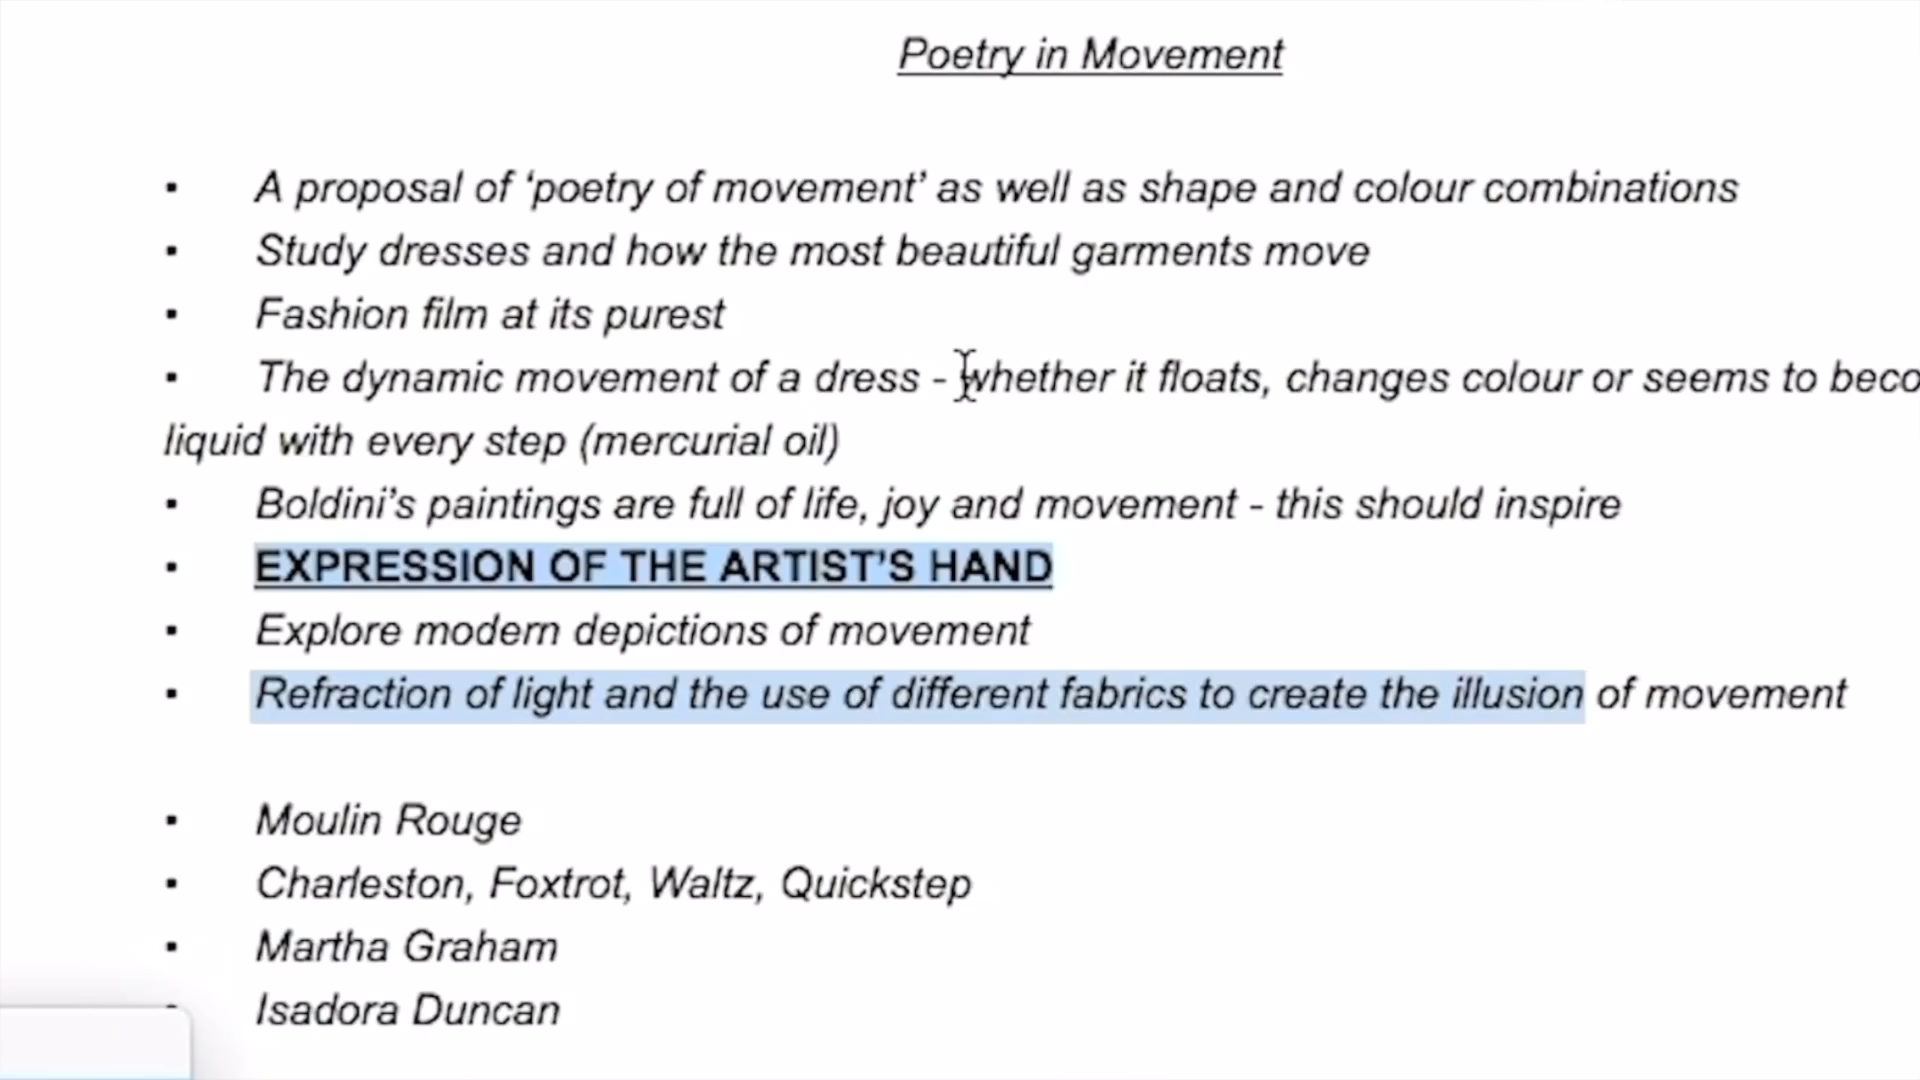 Poetry in Movement
▪ A proposal of ‘poetry of movement’ as well as shape and colour combinations
▪ Study dresses and how the most beautiful garments move
▪ Fashion film at its purest
▪ The dynamic movement of a dress - whether it floats, changes colour or seems to
liquid with every step (mercurial oil)
▪ Boldini’s paintings are full of life, joy and movement - this should inspire
▪ EXPRESSION OF THE ARTIST’S HAND
▪ Explore modern depictions of movement
▪ Refraction of light and the use of different fabrics to create the illusion of movement
▪ Moulin Rouge
▪ Charleston, Foxtrot, Waltz, Quickstep
▪ Martha Graham
▪ Isadora Duncan